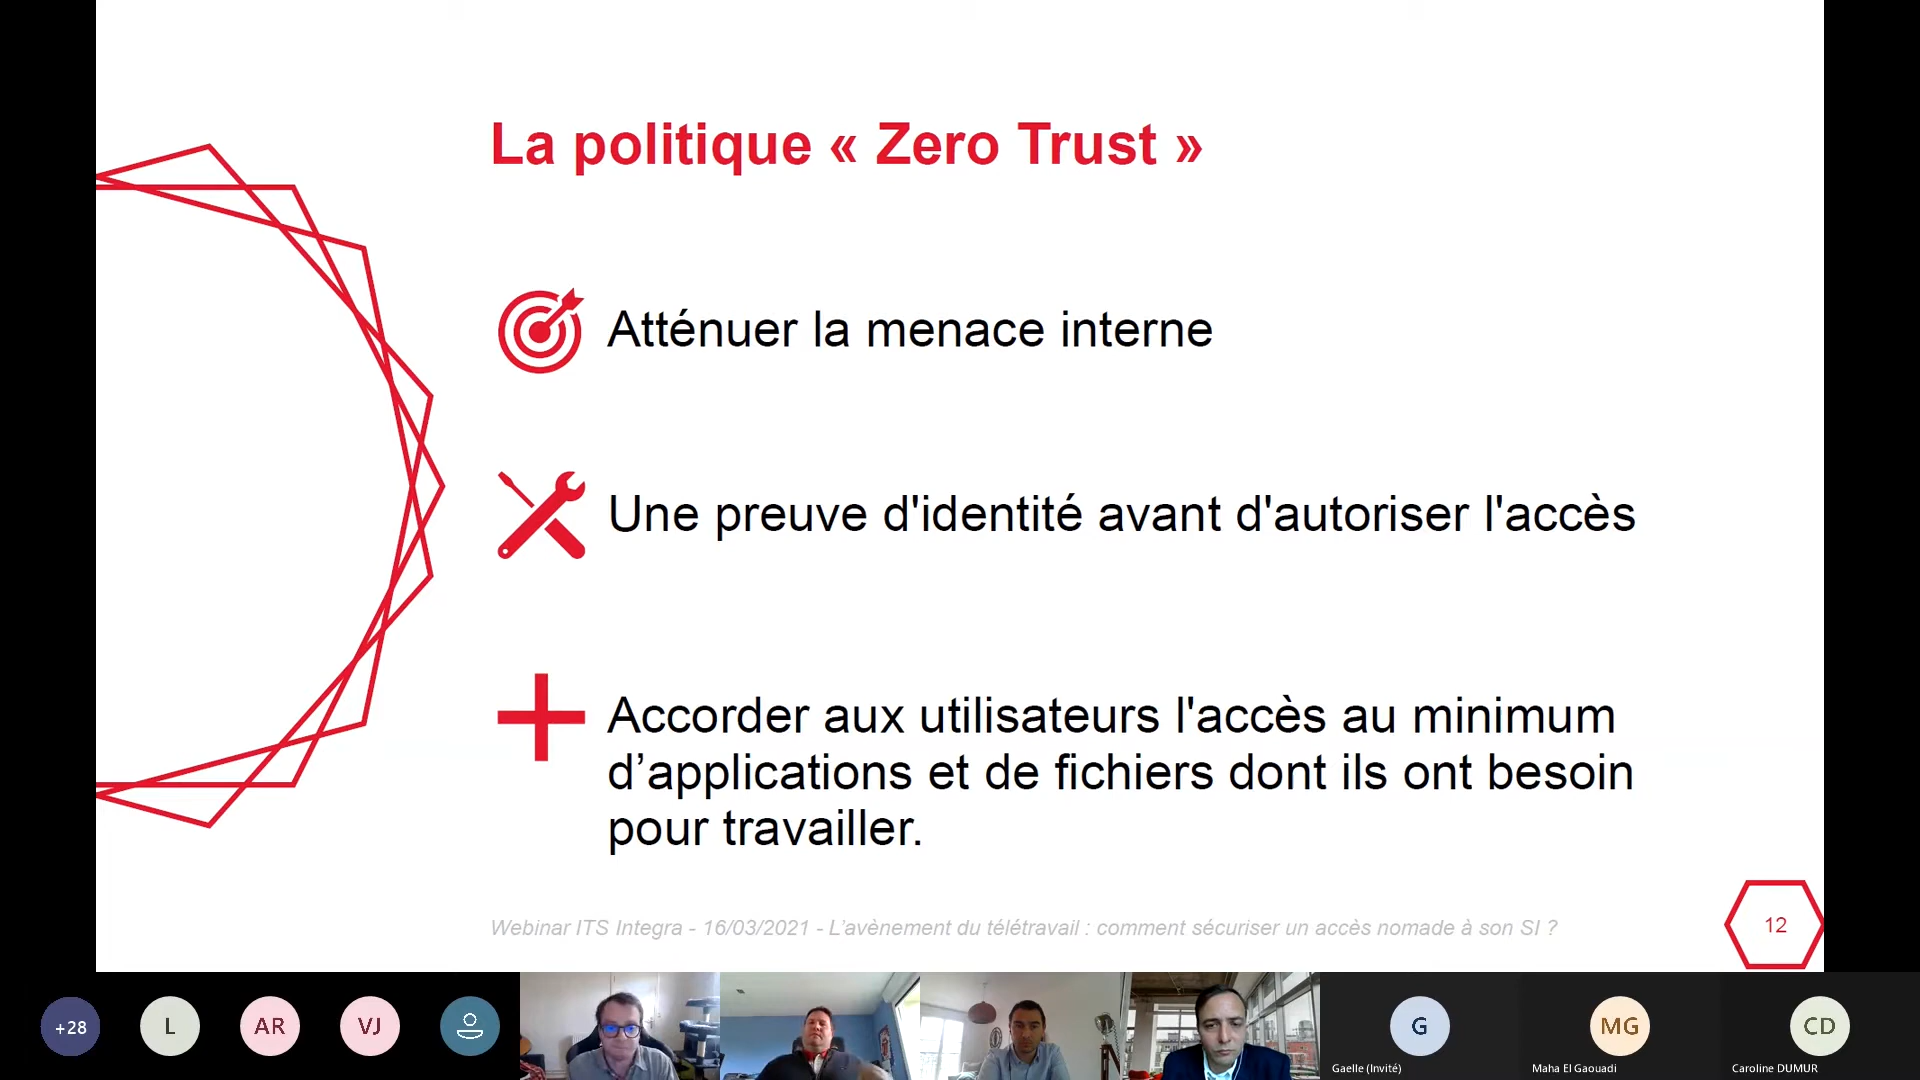 La politique « Zero Trust »
Atténuer la menace interne
Une preuve d'identité avant d'autoriser l'accès
Accorder aux utilisateurs l'accès au minimum
d’applications et de fichiers dont ils ont besoin
pour travailler.
Webinar ITS Integra - 16/03/2021 - L’avènement du télétravail : comment sécuriser un accès nomade à son SI ?
12
+28
L
AR
VJ
G
MG
CD
Gaelle (Invité)
Maha El Gaouadi
Caroline DUMUR